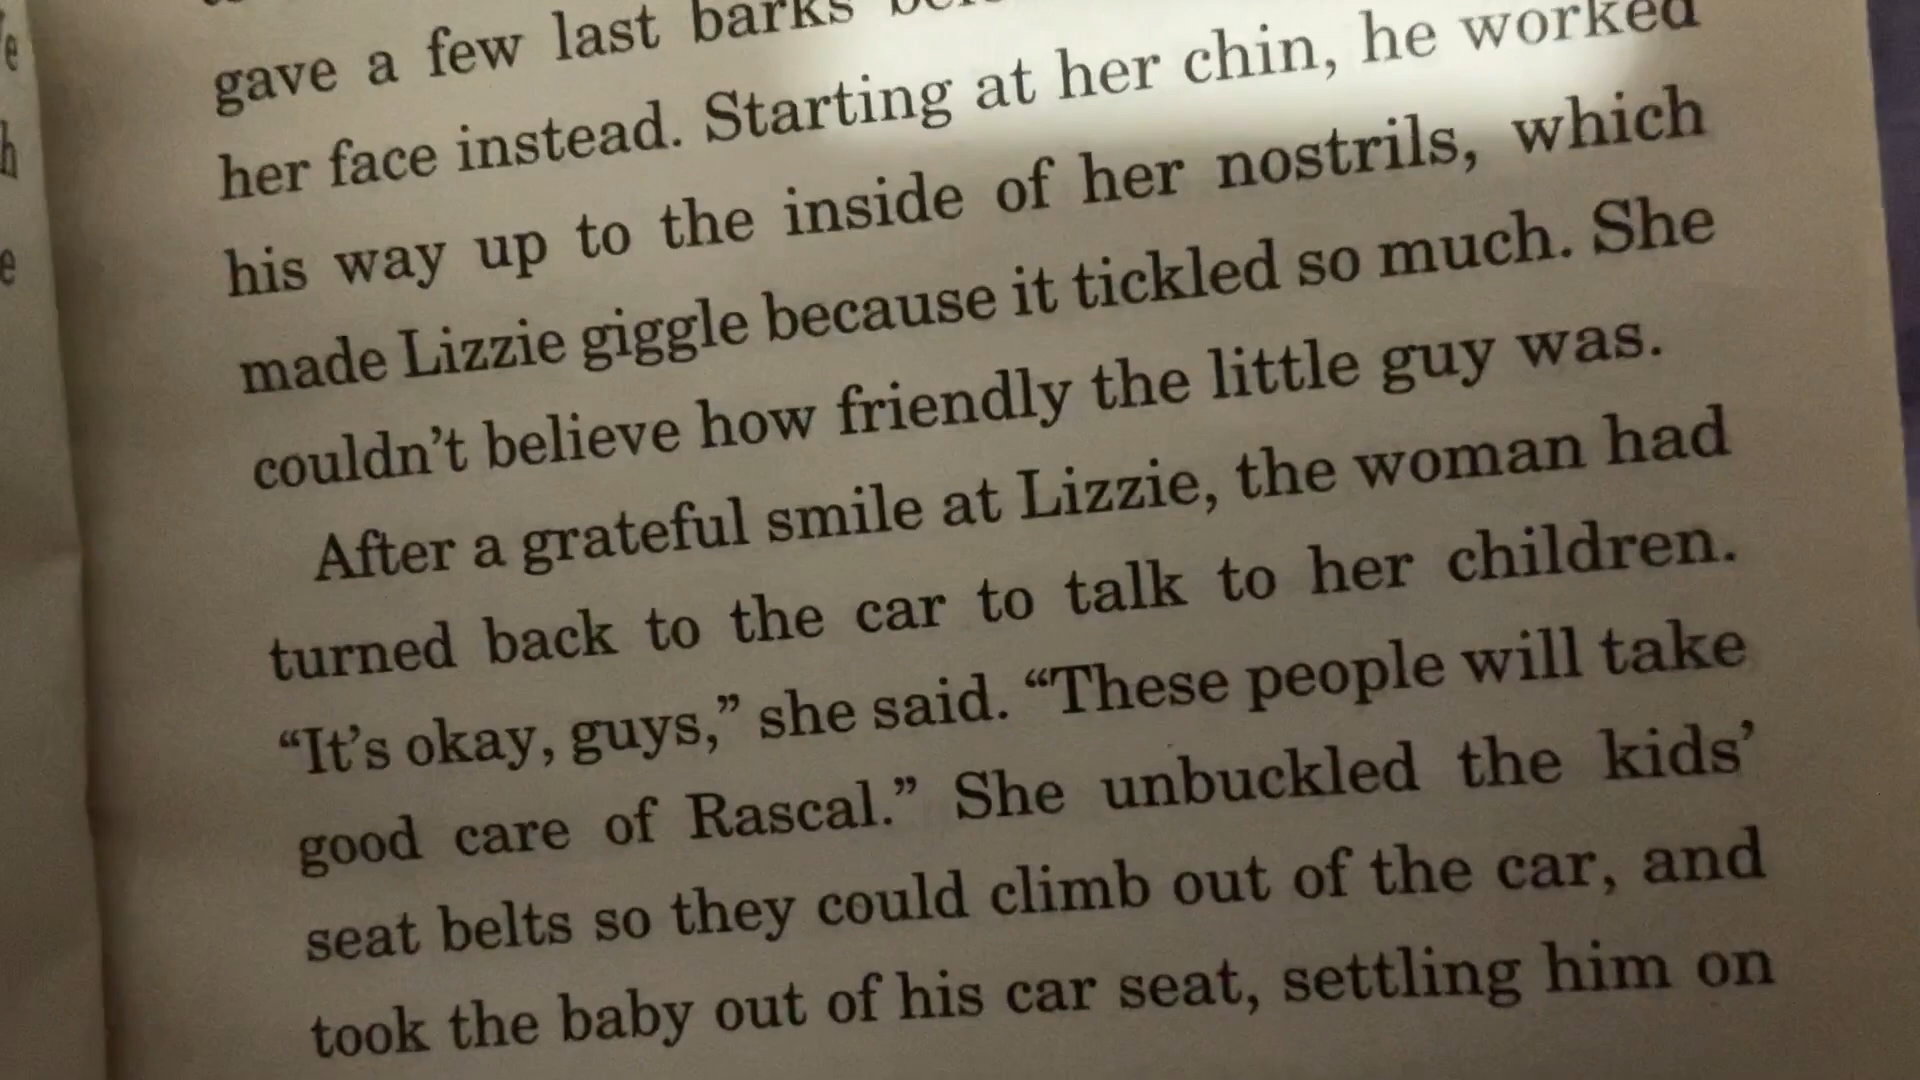 gave a few last barks
her face instead. Starting at her chin, he worked
his way up to the inside of her nostrils, which
made Lizzie giggle because it tickled so much. She
couldn't believe how friendly the little guy was.
After a grateful smile at Lizzie, the woman had
turned back to the car to talk to her children.
“It's okay, guys,” she said. “These people will take
good care of Rascal.” She unbuckled the kids’
seat belts so they could climb out of the car, and
took the baby out of his car seat, settling him on